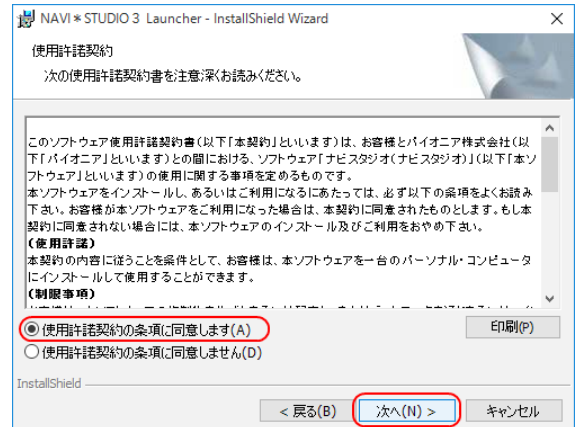 NAVI*STUDIO 3 Launcher - InstallShield Wizard
使用許諾契約
次の使用許諾契約書を注意深くお読みください。
このソフトウェア使用許諾契約書(以下「本契約」といいます)は、お客様とパイオニア株式会社(以
下「パイオニア」といいます)との間における、ソフトウェア「ナビスタジオ(ナビスタジオ)」(以下「本ソ
フトウェア」といいます)の使用に関する事項を定めるものです。
本ソフトウェアをインストールし、あるいはご利用になるにあたっては、必ず以下の条項をよくお読み
下さい。お客様が本ソフトウェアをご利用になった場合は、本契約に同意されたものとします。もし本
契約に同意されない場合には、本ソフトウェアのインストール及びご利用をおやめ下さい。
(使用許諾)
本契約の内容に従うことを条件として、お客様は、本ソフトウェアを一台のパーソナル・コンピュータ
にインストールして使用することができます。
(制限事項)
使用許諾契約の条項に同意します(A)
印刷(P)
使用許諾契約の条項に同意しません(D)
InstallShield
< 戻る(B)
次へ(N) >
キャンセル